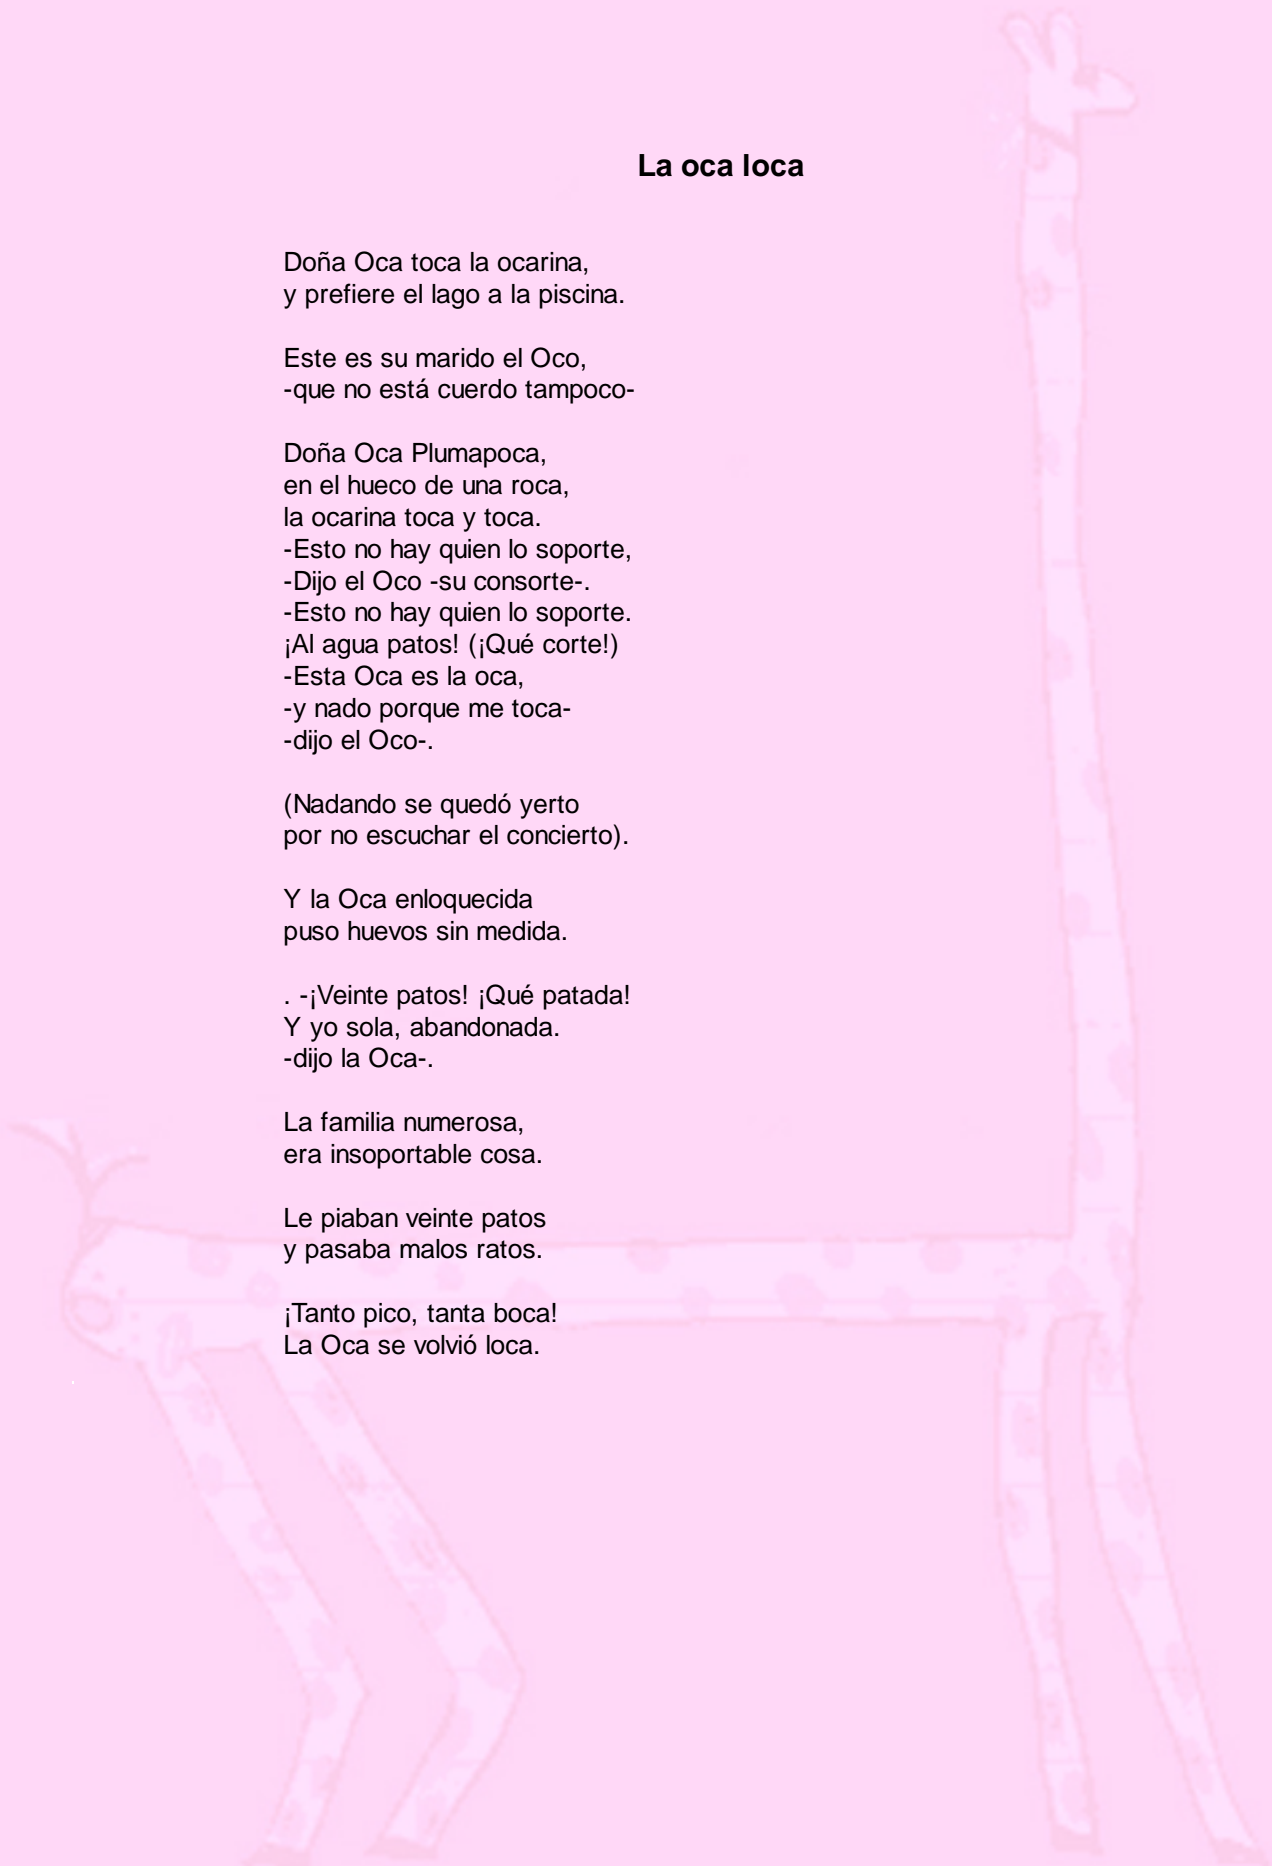 La oca loca
Doña Oca toca la ocarina,
y prefiere el lago a la piscina.
Este es su marido el Oco,
-que no está cuerdo tampoco-
Doña Oca Plumapoca,
en el hueco de una roca,
la ocarina toca y toca.
-Esto no hay quien lo soporte,
-Dijo el Oco -su consorte-.
-Esto no hay quien lo soporte.
¡Al agua patos! (¡Qué corte!)
-Esta Oca es la oca,
-y nado porque me toca-
-dijo el Oco-.
(Nadando se quedó yerto
por no escuchar el concierto).
Y la Oca enloquecida
puso huevos sin medida.
. -¡Veinte patos! ¡Qué patada!
Y yo sola, abandonada.
-dijo la Oca-.
La familia numerosa,
era insoportable cosa.
Le piaban veinte patos
y pasaba malos ratos.
¡Tanto pico, tanta boca!
La Oca se volvió loca.